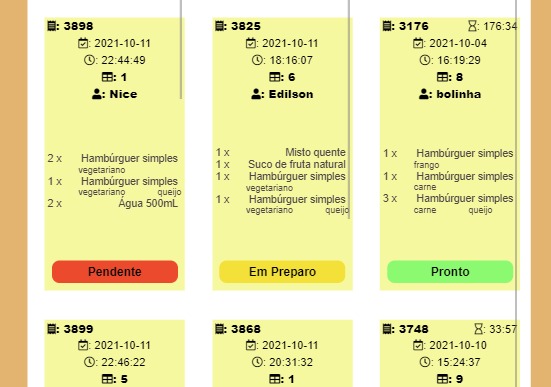 : 3898
: 2021-10-11
: 22:44:49
: 1
: Nice
2 x Hambúrguer simples
vegetariano
1 x Hambúrguer simples
vegetariano queijo
2 x Água 500mL
Pendente
: 3825
: 2021-10-11
: 18:16:07
: 6
: Edilson
1 x Misto quente
1 x Suco de fruta natural
1 x Hambúrguer simples
vegetariano
1 x Hambúrguer simples
vegetariano queijo
Em Preparo
: 3176 : 176:34
: 2021-10-04
: 16:19:29
: 8
: bolinha
1 x Hambúrguer simples
frango
1 x Hambúrguer simples
carne
3 x Hambúrguer simples
carne queijo
Pronto
: 3899
: 2021-10-11
: 22:46:22
: 5
: 3868
: 2021-10-11
: 20:31:32
: 1
: 3748 : 33:57
: 2021-10-10
: 15:24:37
: 9